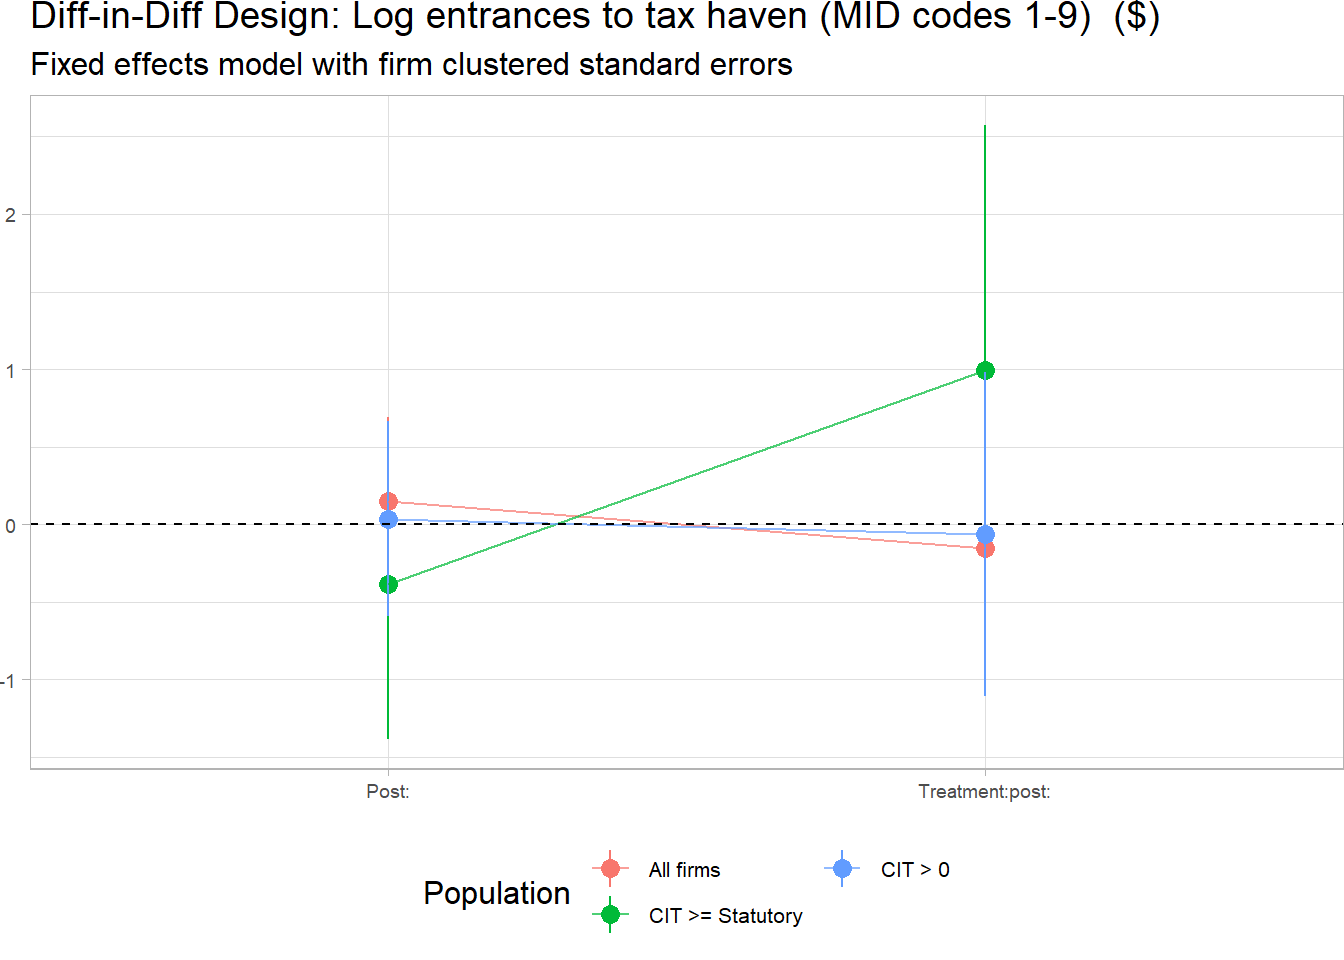 Diff-in-Diff Design: Log entrances to tax haven (MID codes 1-9)  ($)
Fixed effects model with firm clustered standard errors
2
1
0
-1
Post:
Treatment:post:
Population
All firms
CIT > 0
CIT >= Statutory